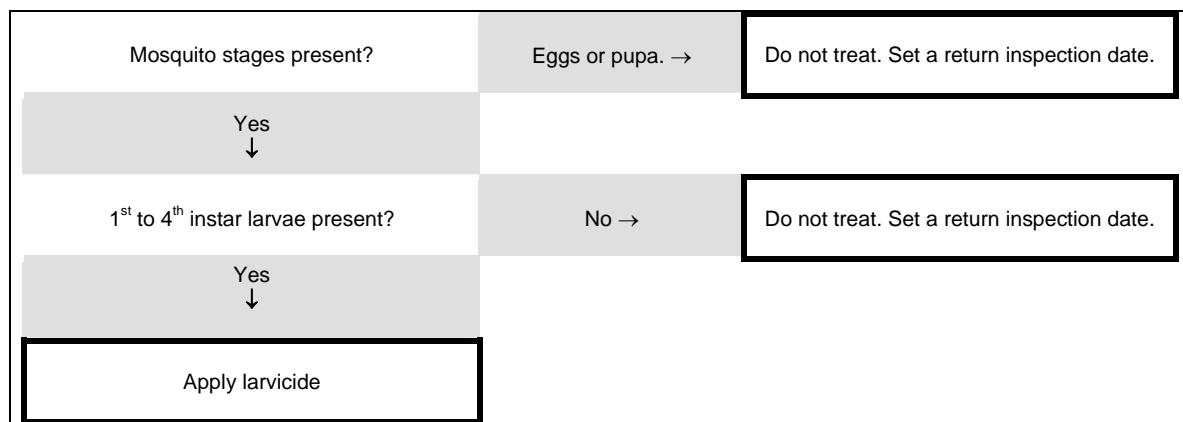 Mosquito stages present?
Eggs or pupa. →
Do not treat. Set a return inspection date.
Yes
↓
1st to 4th instar larvae present?
No →
Do not treat. Set a return inspection date.
Yes
↓
Apply larvicide